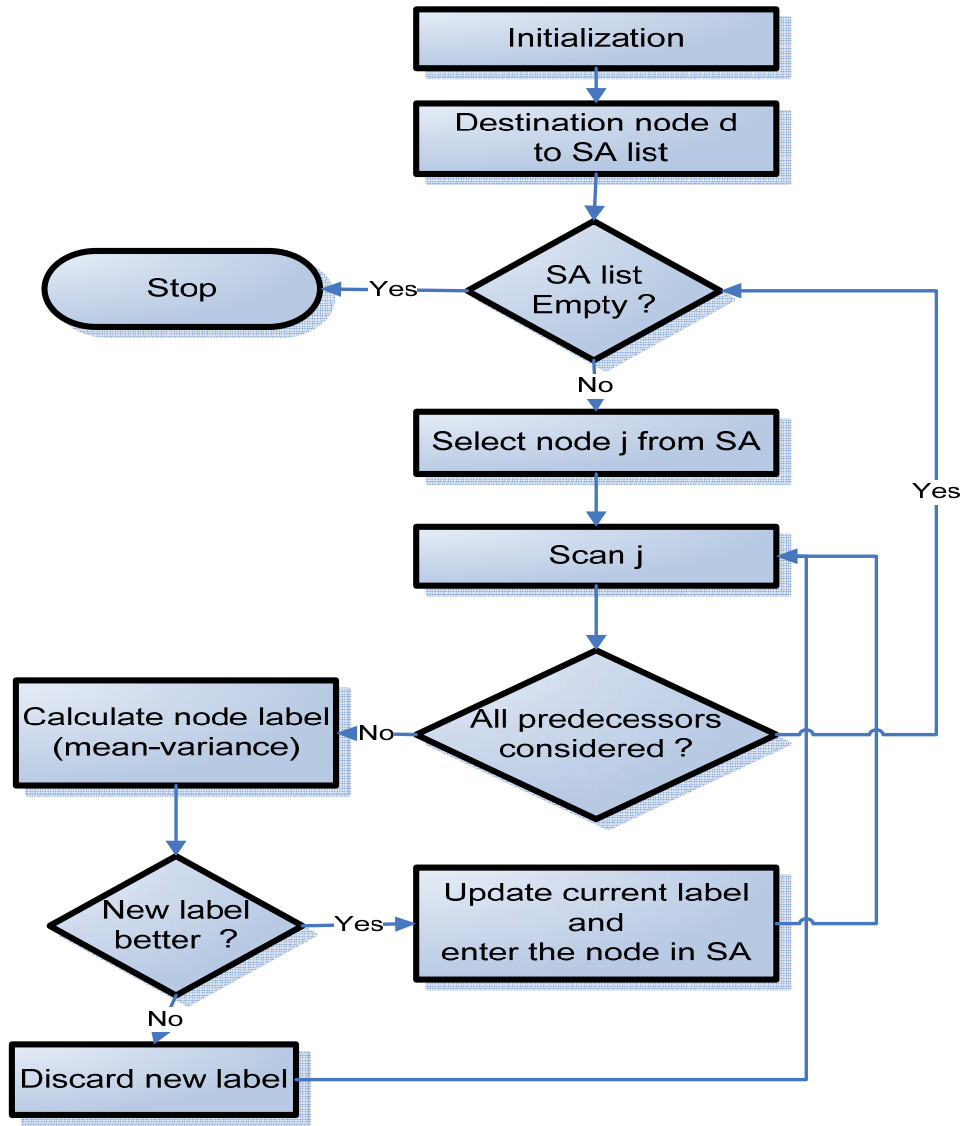 Initialization
Destination node d
to SA list
SA list
Empty ?
Yes
Stop
No
Select node j from SA
Yes
Scan j
All predecessors
considered ?
No
Calculate node label
(mean-variance)
New label
better ?
Yes
Update current label
and
enter the node in SA
No
Discard new label